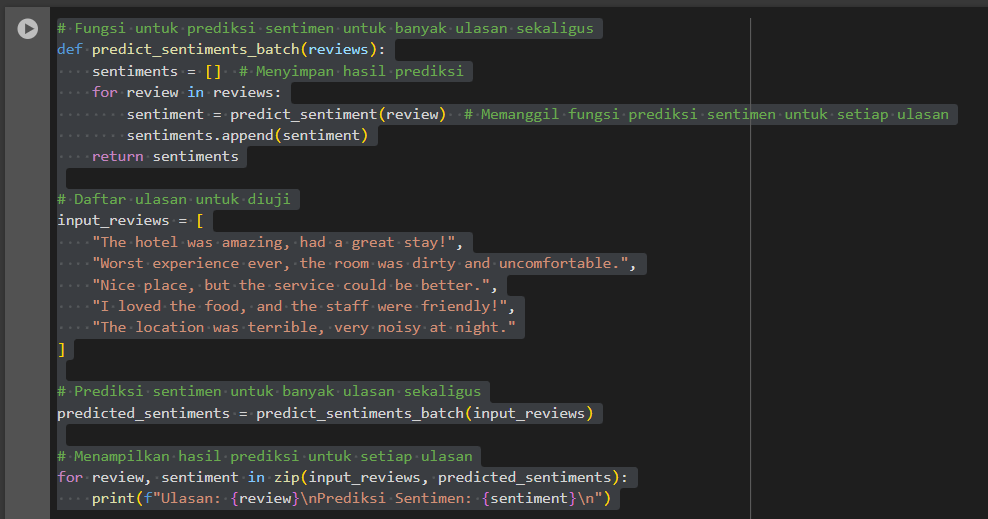 # Fungsi untuk prediksi sentimen untuk banyak ulasan sekaligus
def predict_sentiments_batch(reviews):
    sentiments = []  # Menyimpan hasil prediksi
    for review in reviews:
        sentiment = predict_sentiment(review)  # Memanggil fungsi prediksi sentimen untuk setiap ulasan
        sentiments.append(sentiment)
    return sentiments

# Daftar ulasan untuk diuji
input_reviews = [
    "The hotel was amazing, had a great stay!",
    "Worst experience ever, the room was dirty and uncomfortable.",
    "Nice place, but the service could be better.",
    "I loved the food, and the staff were friendly!",
    "The location was terrible, very noisy at night."
]

# Prediksi sentimen untuk banyak ulasan sekaligus
predicted_sentiments = predict_sentiments_batch(input_reviews)

# Menampilkan hasil prediksi untuk setiap ulasan
for review, sentiment in zip(input_reviews, predicted_sentiments):
    print(f"Ulasan: {review}\nPrediksi Sentimen: {sentiment}\n")